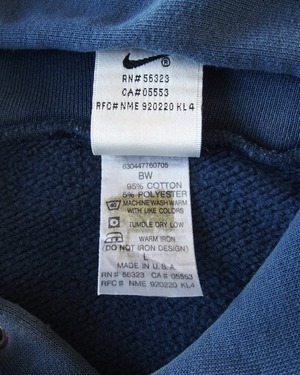 RN# 56323
CA# 05553
RFC# NME 920220 KL4
630447760705
BW
95% COTTON
5% POLYESTER
40 MACHINE WASH WARM
WITH LIKE COLORS
TUMBLE DRY LOW
WARM IRON
(DO NOT IRON DESIGN)
L
MADE IN U.S.A.
RN# 56323 CA# 05553
RFC# NME 920220 KL4